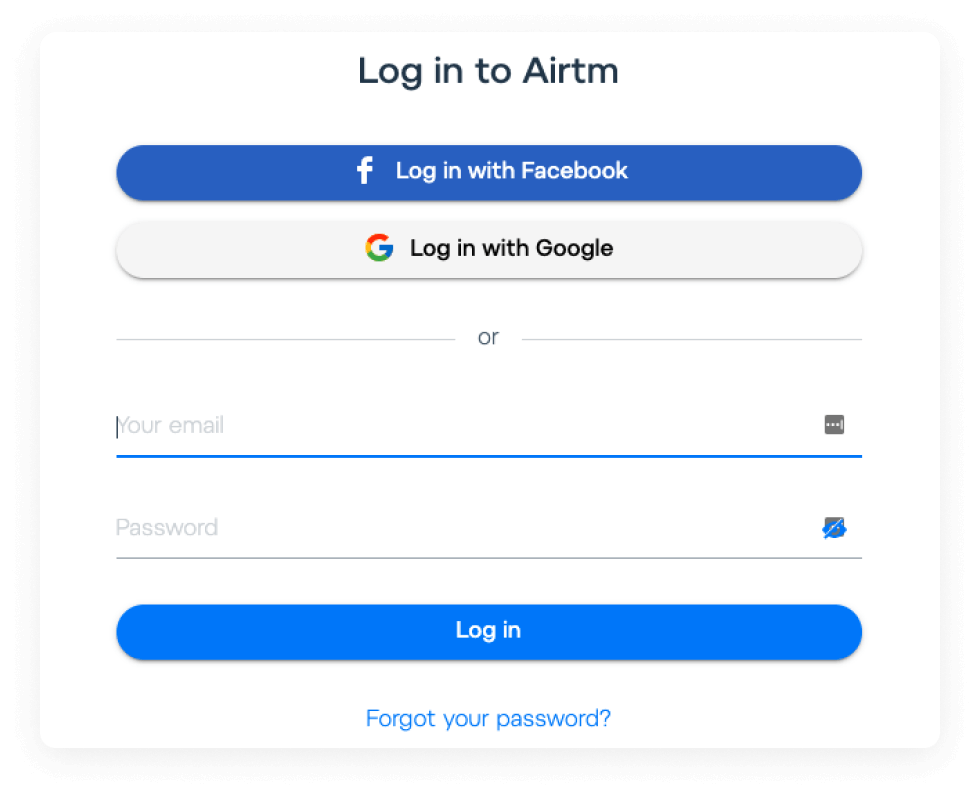 Log in to Airtm
Log in with Facebook
Log in with Google
or
Your email
Password
Log in
Forgot your password?